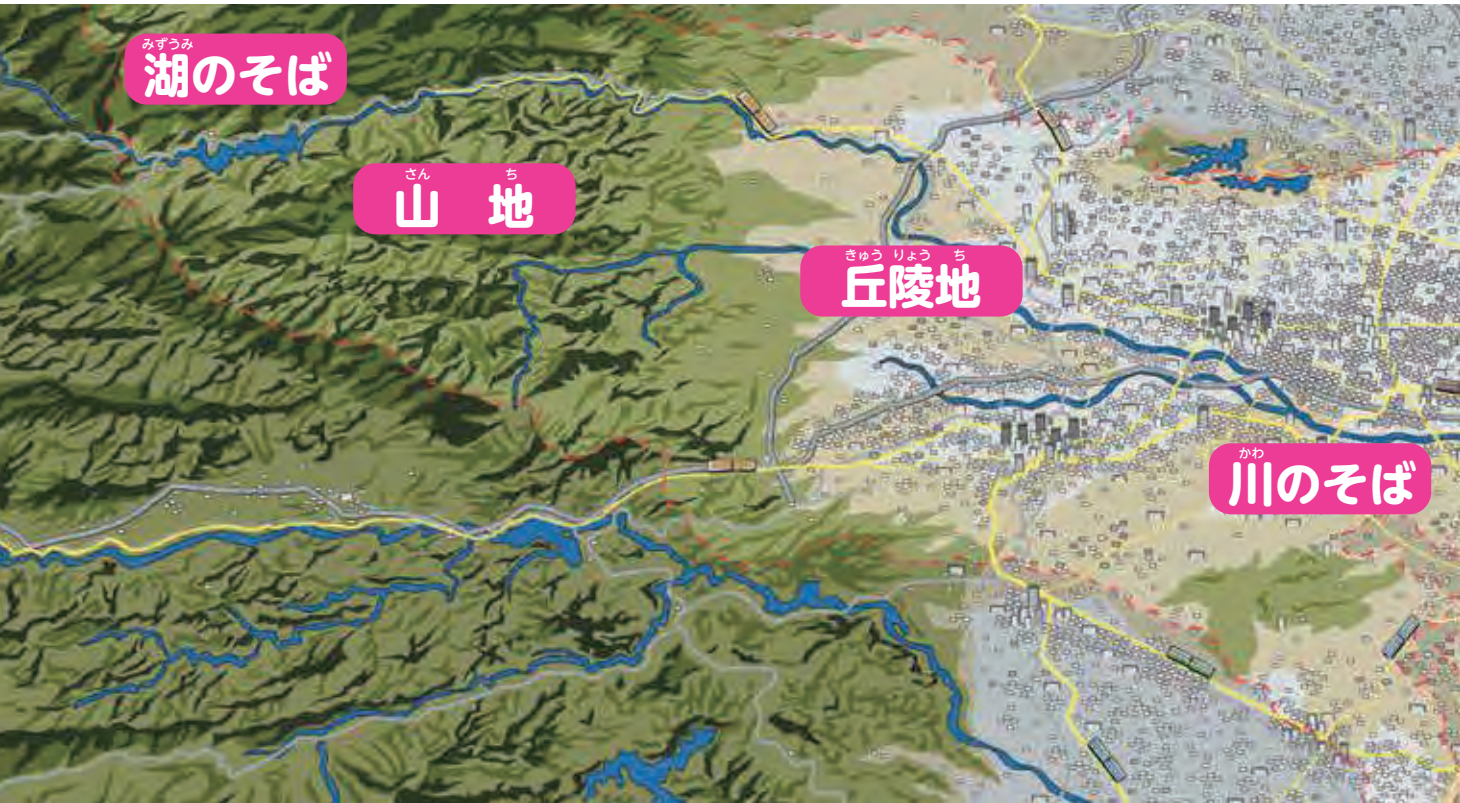 みずうみ
湖のそば
さん ち
山 地
きゅう りょう ち
丘陵地
かわ
川のそば